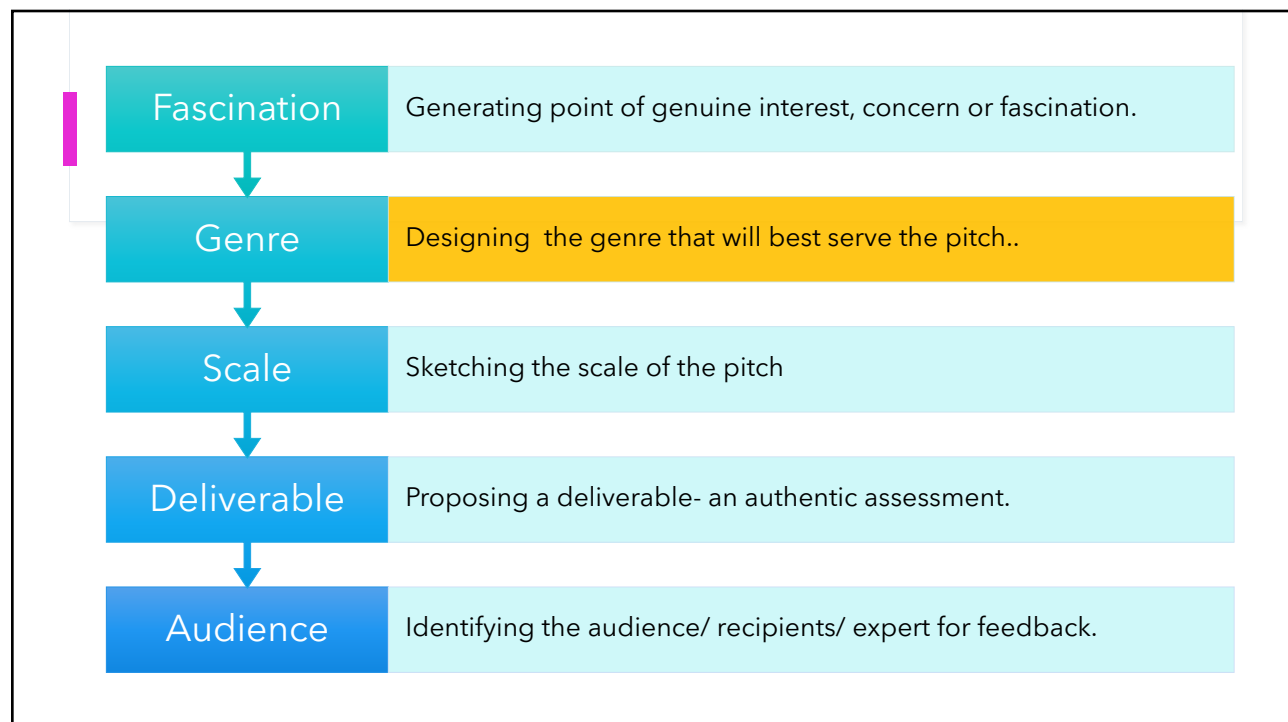 Fascination
Generating point of genuine interest, concern or fascination.
Genre
Designing  the genre that will best serve the pitch..
Scale
Sketching the scale of the pitch
Deliverable
Proposing a deliverable- an authentic assessment.
Audience
Identifying the audience/ recipients/ expert for feedback.